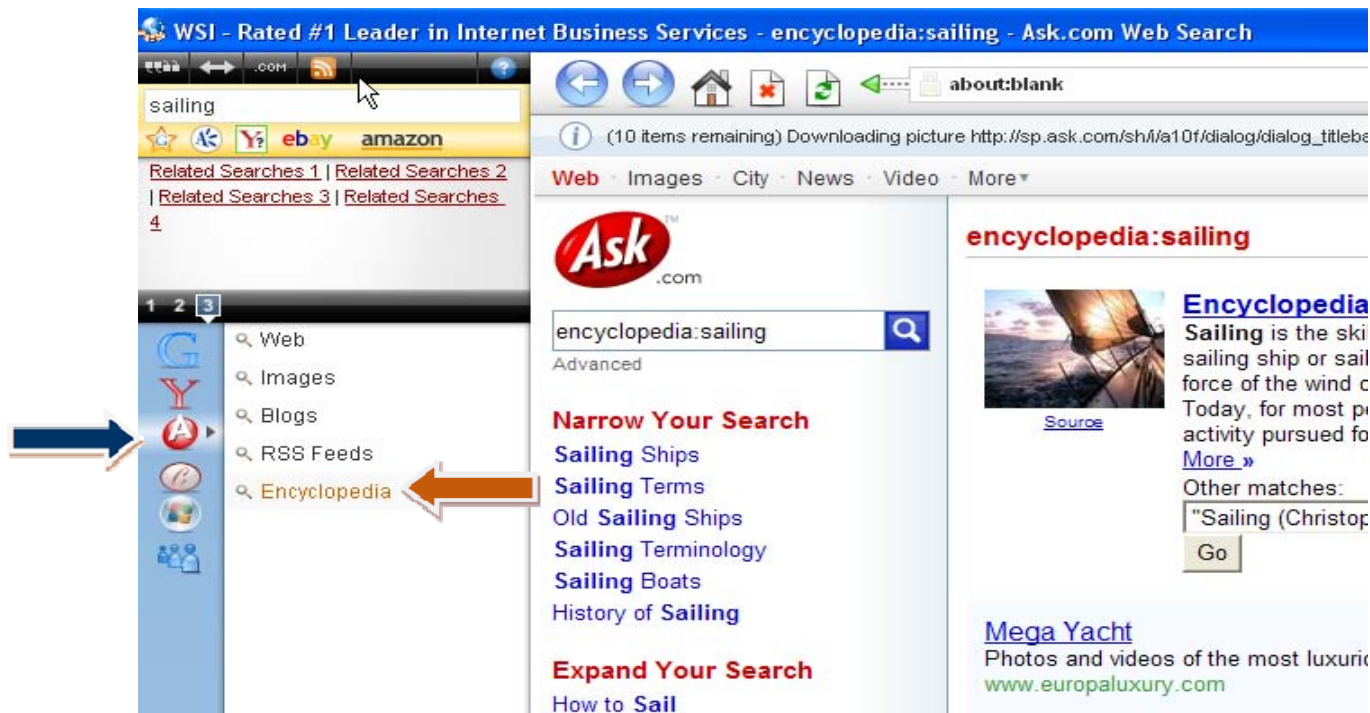 WSI - Rated #1 Leader in Internet Business Services - encyclopedia:sailing - Ask.com Web Search
.COM
?
sailing
Y? ebay amazon
Related Searches 1 | Related Searches 2
| Related Searches 3 | Related Searches
4
1 2 3
G
Y
A
Web
Images
Blogs
RSS Feeds
Encyclopedia
about:blank
i (10 items remaining) Downloading picture http://sp.ask.com/sh/i/a10f/dialog/dialog_titleba
Web Images City News Video More
Ask™
.com
encyclopedia:sailing
Advanced
Narrow Your Search
Sailing Ships
Sailing Terms
Old Sailing Ships
Sailing Terminology
Sailing Boats
History of Sailing
Expand Your Search
How to Sail
encyclopedia:sailing
Source
Encyclopedia
Sailing is the ski
sailing ship or sail
force of the wind
Today, for most pe
activity pursued fo
More »
Other matches:
"Sailing (Christop
Go
Mega Yacht
Photos and videos of the most luxurio
www.europaluxury.com